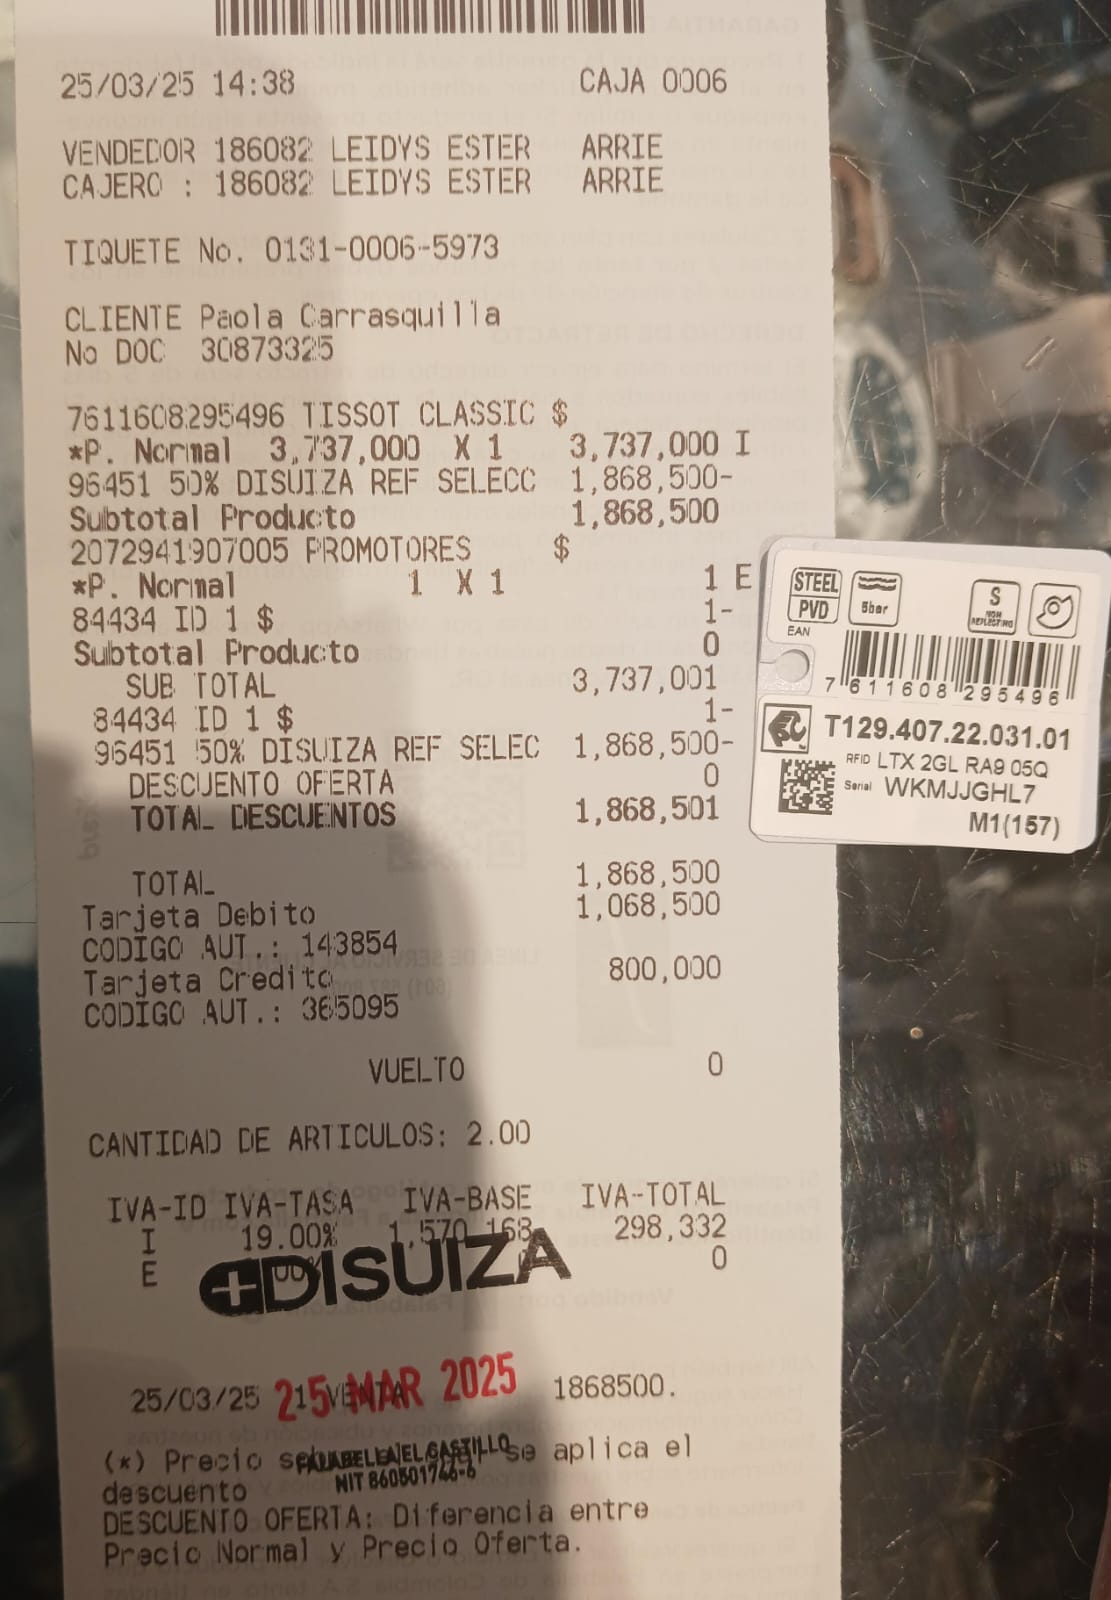 25/03/25 14:38 CAJA 0006
VENDEDOR 186082 LEIDYS ESTER ARRIE
CAJERO : 186082 LEIDYS ESTER ARRIE
TIQUETE No. 0131-0006-5973
CLIENTE Paola Carrasquilla
No DOC 30873325
7611608295496 TISSOT CLASSIC $
*P. Normal 3,737,000 X 1 3,737,000 I
96451 50% DISUIZA REF SELECC 1,868,500-
Subtotal Producto 1,868,500
2072941907005 PROMOTORES $
*P. Normal 1 X 1 1 E
84434 ID 1 $ 1-
Subtotal Producto 0
SUB TOTAL 3,737,001
84434 ID 1 $ 1-
96451 50% DISUIZA REF SELEC 1,868,500-
DESCUENTO OFERTA 0
TOTAL DESCUENTOS 1,868,501
TOTAL 1,868,500
Tarjeta Debito 1,068,500
CODIGO AUT.: 143854
Tarjeta Credito 800,000
CODIGO AUT.: 365095
VUELTO 0
CANTIDAD DE ARTICULOS: 2.00
IVA-ID IVA-TASA IVA-BASE IVA-TOTAL
I 19.00% 1,570,168 298,332
E 0
DISUIZA
25/03/25 VENTA 1868500.
25 MAR 2025
(*) Precio se aplica el
FALABELLA EL CASTILLO
NIT 860501746-6
descuento
DESCUENTO OFERTA: Diferencia entre
Precio Normal y Precio Oferta.
STEEL
PVD
5bar
S
NON
REFLECTING
EAN
7 611608 295496
T129.407.22.031.01
RFID LTX 2GL RA9 05Q
Serial WKMJJGHL7
M1(157)